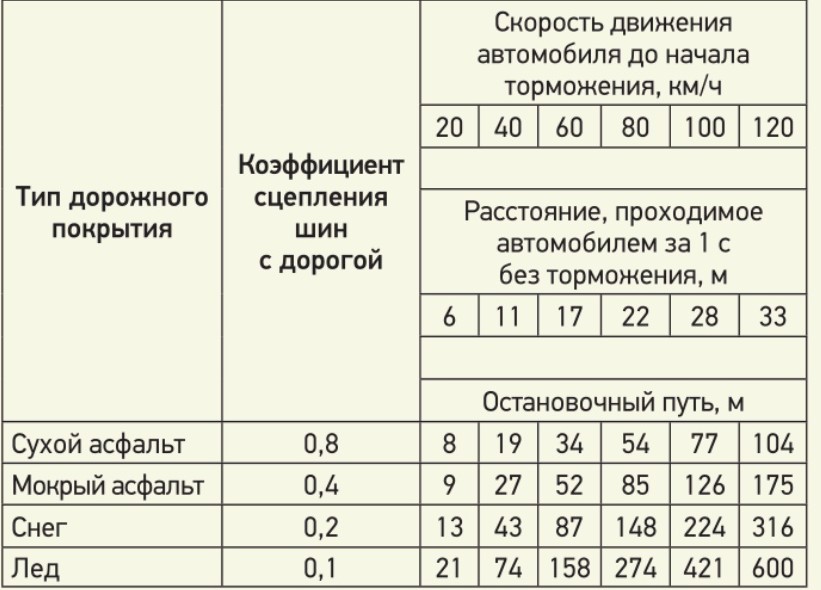 Тип дорожного
покрытия
Коэффициент
сцепления
шин
с дорогой
Скорость движения
автомобиля до начала
торможения, км/ч
20 40 60 80 100 120
Расстояние, проходимое
автомобилем за 1 с
без торможения, м
6 11 17 22 28 33
Остановочный путь, м
Сухой асфальт 0,8 8 19 34 54 77 104
Мокрый асфальт 0,4 9 27 52 85 126 175
Снег 0,2 13 43 87 148 224 316
Лед 0,1 21 74 158 274 421 600